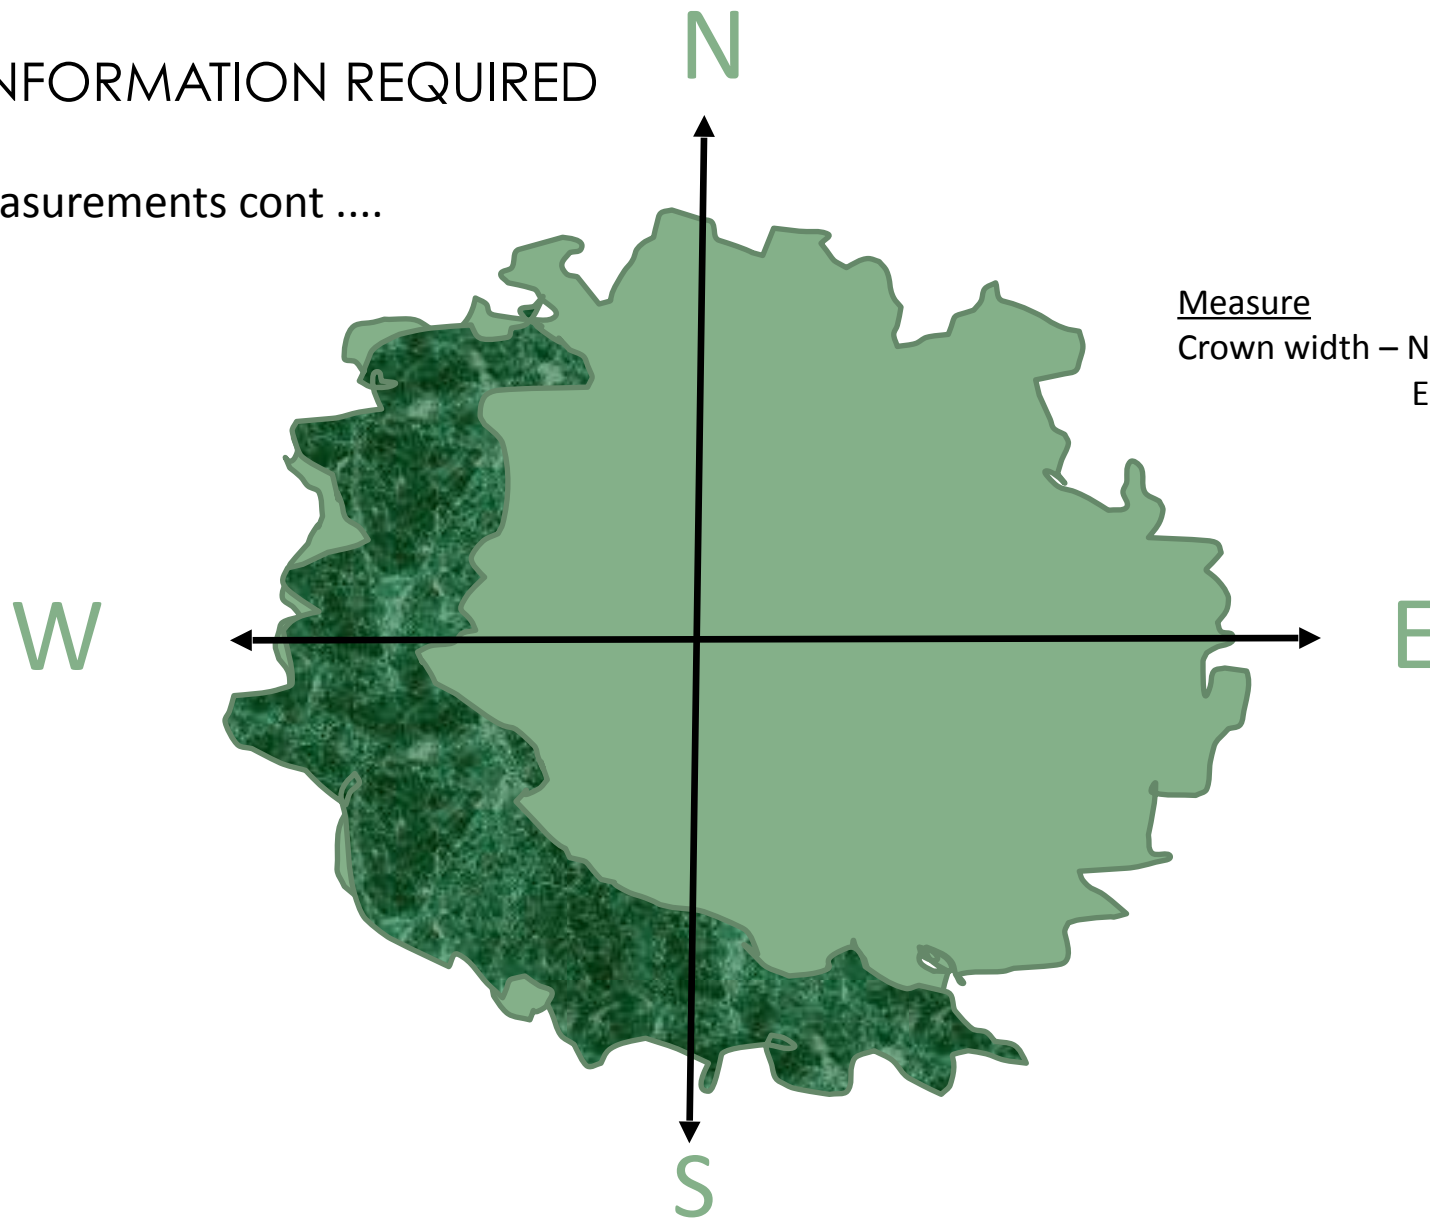 N
NFORMATION REQUIRED
asurements cont ....
Measure
Crown width – N
E
W
E
S